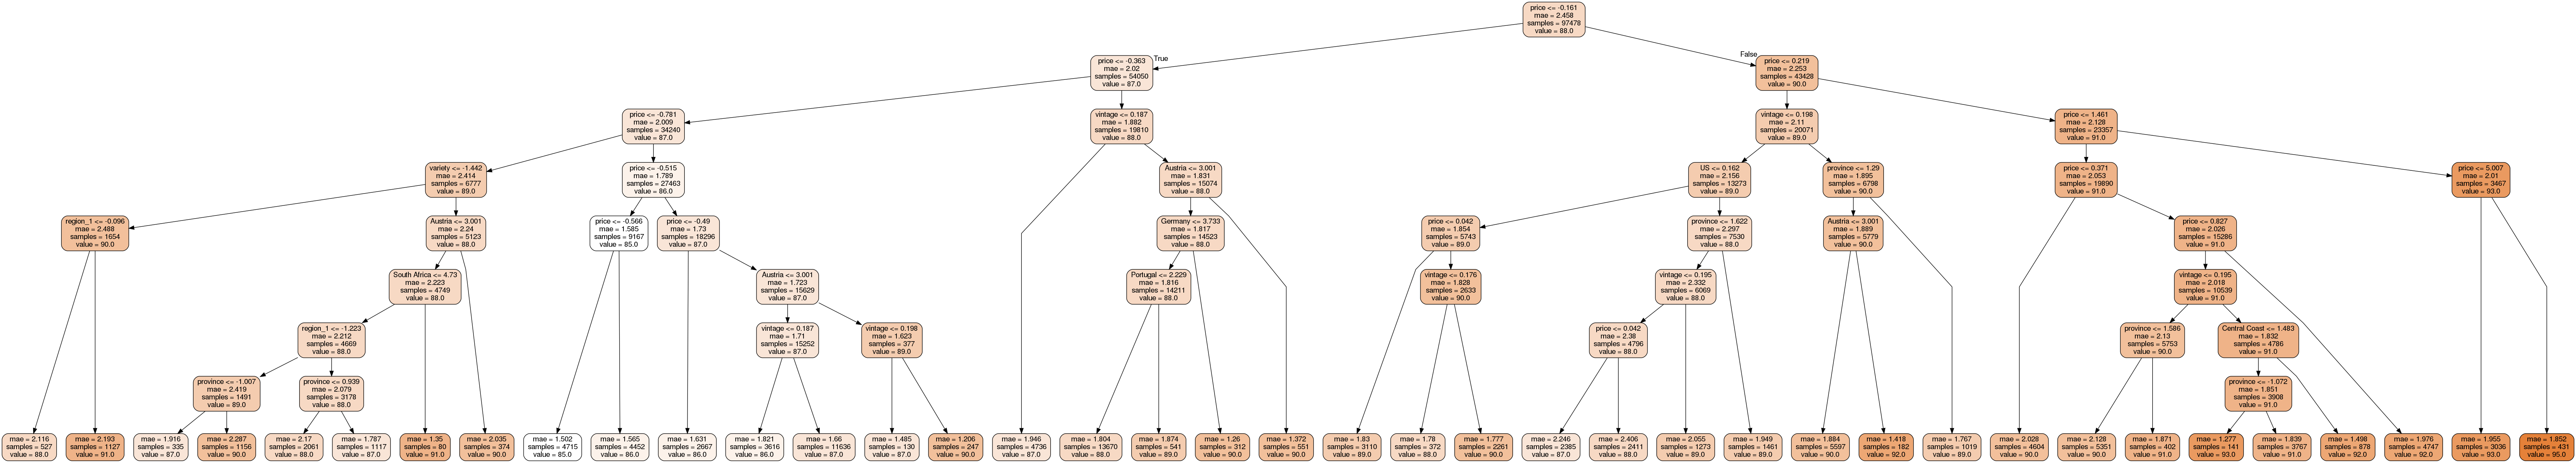 price <= -0.161
mae = 2.458
samples = 97478
value = 88.0
True
False
price <= -0.363
mae = 2.02
samples = 54050
value = 87.0
price <= 0.219
mae = 2.253
samples = 43428
value = 90.0
price <= -0.781
mae = 2.009
samples = 34240
value = 87.0
vintage <= 0.187
mae = 1.882
samples = 19810
value = 88.0
vintage <= 0.198
mae = 2.11
samples = 20071
value = 89.0
price <= 1.461
mae = 2.128
samples = 23357
value = 91.0
variety <= -1.442
mae = 2.414
samples = 6777
value = 89.0
price <= -0.515
mae = 1.789
samples = 27463
value = 86.0
Austria <= 3.001
mae = 1.831
samples = 15074
value = 88.0
US <= 0.162
mae = 2.156
samples = 13273
value = 89.0
province <= 1.29
mae = 1.895
samples = 6798
value = 90.0
price <= 0.371
mae = 2.053
samples = 19890
value = 91.0
price <= 5.007
mae = 2.01
samples = 3467
value = 93.0
region_1 <= -0.096
mae = 2.488
samples = 1654
value = 90.0
Austria <= 3.001
mae = 2.24
samples = 5123
value = 88.0
price <= -0.566
mae = 1.585
samples = 9167
value = 85.0
price <= -0.49
mae = 1.73
samples = 18296
value = 87.0
Germany <= 3.733
mae = 1.817
samples = 14523
value = 88.0
price <= 0.042
mae = 1.854
samples = 5743
value = 89.0
province <= 1.622
mae = 2.297
samples = 7530
value = 88.0
Austria <= 3.001
mae = 1.889
samples = 5779
value = 90.0
price <= 0.827
mae = 2.026
samples = 15286
value = 91.0
South Africa <= 4.73
mae = 2.223
samples = 4749
value = 88.0
Austria <= 3.001
mae = 1.723
samples = 15629
value = 87.0
Portugal <= 2.229
mae = 1.816
samples = 14211
value = 88.0
vintage <= 0.176
mae = 1.828
samples = 2633
value = 90.0
vintage <= 0.195
mae = 2.332
samples = 6069
value = 88.0
vintage <= 0.195
mae = 2.018
samples = 10539
value = 91.0
region_1 <= -1.223
mae = 2.212
samples = 4669
value = 88.0
vintage <= 0.187
mae = 1.71
samples = 15252
value = 87.0
vintage <= 0.198
mae = 1.623
samples = 377
value = 89.0
price <= 0.042
mae = 2.38
samples = 4796
value = 88.0
province <= 1.586
mae = 2.13
samples = 5753
value = 90.0
Central Coast <= 1.483
mae = 1.832
samples = 4786
value = 91.0
province <= -1.007
mae = 2.419
samples = 1491
value = 89.0
province <= 0.939
mae = 2.079
samples = 3178
value = 88.0
province <= -1.072
mae = 1.851
samples = 3908
value = 91.0
mae = 2.116
samples = 527
value = 88.0
mae = 2.193
samples = 1127
value = 91.0
mae = 1.916
samples = 335
value = 87.0
mae = 2.287
samples = 1156
value = 90.0
mae = 2.17
samples = 2061
value = 88.0
mae = 1.787
samples = 1117
value = 87.0
mae = 1.35
samples = 80
value = 91.0
mae = 2.035
samples = 374
value = 90.0
mae = 1.502
samples = 4715
value = 85.0
mae = 1.565
samples = 4452
value = 86.0
mae = 1.631
samples = 2667
value = 86.0
mae = 1.821
samples = 3616
value = 86.0
mae = 1.66
samples = 11636
value = 87.0
mae = 1.485
samples = 130
value = 87.0
mae = 1.206
samples = 247
value = 90.0
mae = 1.946
samples = 4736
value = 87.0
mae = 1.804
samples = 13670
value = 88.0
mae = 1.874
samples = 541
value = 89.0
mae = 1.26
samples = 312
value = 90.0
mae = 1.372
samples = 551
value = 90.0
mae = 1.83
samples = 3110
value = 89.0
mae = 1.78
samples = 372
value = 88.0
mae = 1.777
samples = 2261
value = 90.0
mae = 2.246
samples = 2385
value = 87.0
mae = 2.406
samples = 2411
value = 88.0
mae = 2.055
samples = 1273
value = 89.0
mae = 1.949
samples = 1461
value = 89.0
mae = 1.884
samples = 5597
value = 90.0
mae = 1.418
samples = 182
value = 92.0
mae = 1.767
samples = 1019
value = 89.0
mae = 2.028
samples = 4604
value = 90.0
mae = 2.128
samples = 5351
value = 90.0
mae = 1.871
samples = 402
value = 91.0
mae = 1.277
samples = 141
value = 93.0
mae = 1.839
samples = 3767
value = 91.0
mae = 1.498
samples = 878
value = 92.0
mae = 1.976
samples = 4747
value = 92.0
mae = 1.955
samples = 3036
value = 93.0
mae = 1.852
samples = 431
value = 95.0